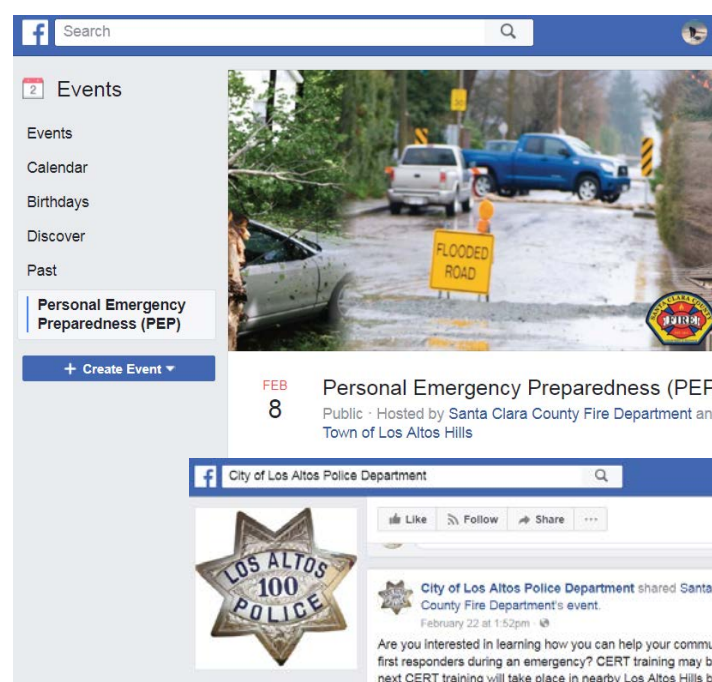 f Search
2 Events
Events
Calendar
Birthdays
Discover
Past
Personal Emergency
Preparedness (PEP)
+ Create Event
FLOODED
ROAD
SANTA CLARA COUNTY
FIRE
FEB
8
Personal Emergency Preparedness (PEP
Public · Hosted by Santa Clara County Fire Department an
Town of Los Altos Hills
f City of Los Altos Police Department
Like Follow Share ...
LOS ALTOS
100
POLICE
City of Los Altos Police Department shared Santa
County Fire Department's event.
February 22 at 1:52pm ·
Are you interested in learning how you can help your commu
first responders during an emergency? CERT training may b
next CERT training will take place in nearby Los Altos Hills b